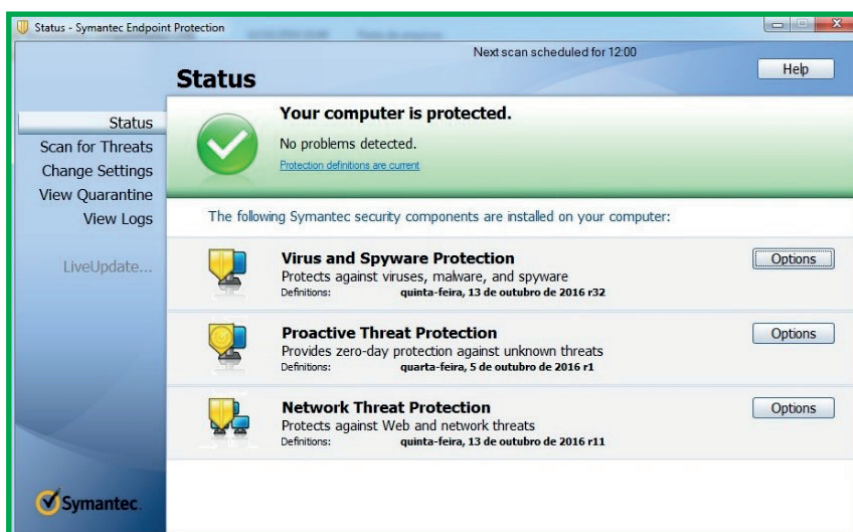 Status - Symantec Endpoint Protection
Next scan scheduled for 12:00
Help
Status
Status
Scan for Threats
Change Settings
View Quarantine
View Logs
LiveUpdate...
Your computer is protected.
No problems detected.
Protection definitions are current
The following Symantec security components are installed on your computer:
Virus and Spyware Protection
Protects against viruses, malware, and spyware
Definitions: quinta-feira, 13 de outubro de 2016 r32
Options
Proactive Threat Protection
Provides zero-day protection against unknown threats
Definitions: quarta-feira, 5 de outubro de 2016 r1
Options
Network Threat Protection
Protects against Web and network threats
Definitions: quinta-feira, 13 de outubro de 2016 r11
Options
Symantec.